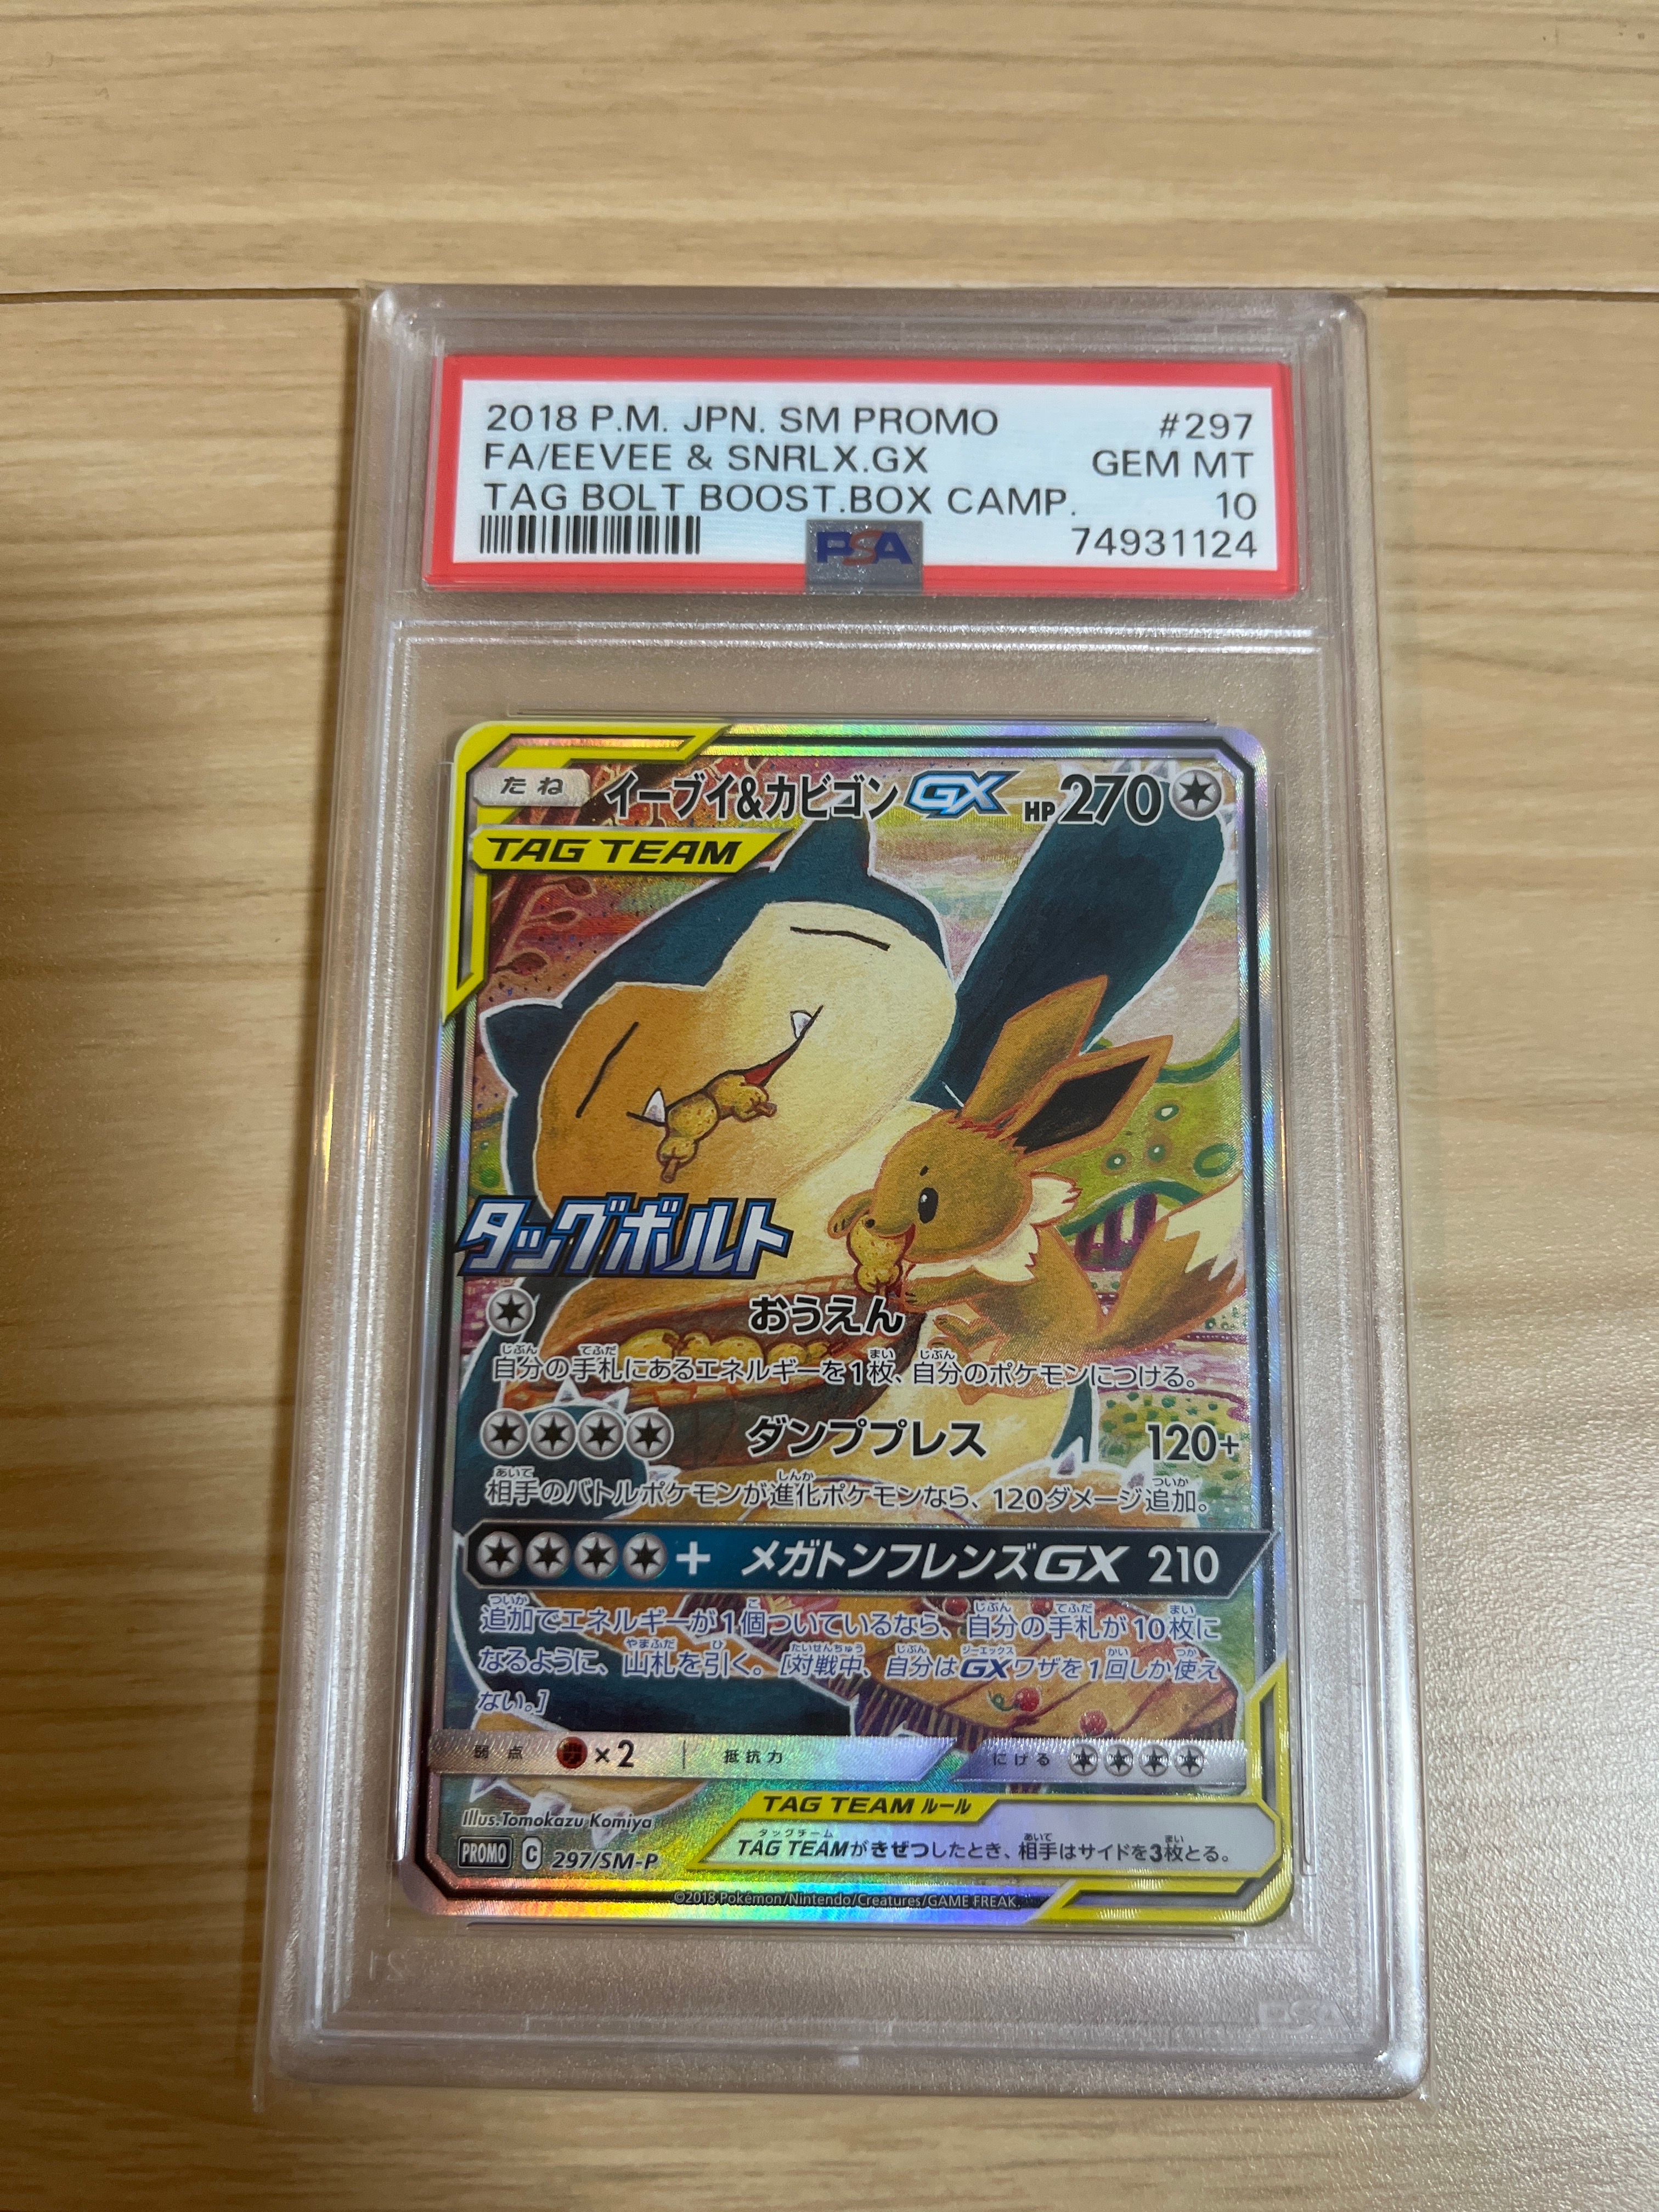 2018 P.M. JPN. SM PROMO #297
FA/EEVEE & SNRLX.GX GEM MT
TAG BOLT BOOST.BOX CAMP. 10
PSA 74931124
たね イーブイ&カビゴンGX HP270
TAG TEAM
タッグボルト
おうえん
自分の手札にあるエネルギーを1枚、自分のポケモンにつける。
ダンププレス 120+
相手のバトルポケモンが進化ポケモンなら、120ダメージ追加。
+ メガトンフレンズGX 210
追加でエネルギーが1個ついているなら、自分の手札が10枚に
なるように、山札を引く。[対戦中、自分はGXワザを1回しか使え
ない。]
弱点 ×2 抵抗力 にげる
TAG TEAM ルール
Illus.Tomokazu Komiya
TAG TEAMがきぜつしたとき、相手はサイドを3枚とる。
PROMO C 297/SM-P
©2018 Pokémon/Nintendo/Creatures/GAME FREAK.
PSA